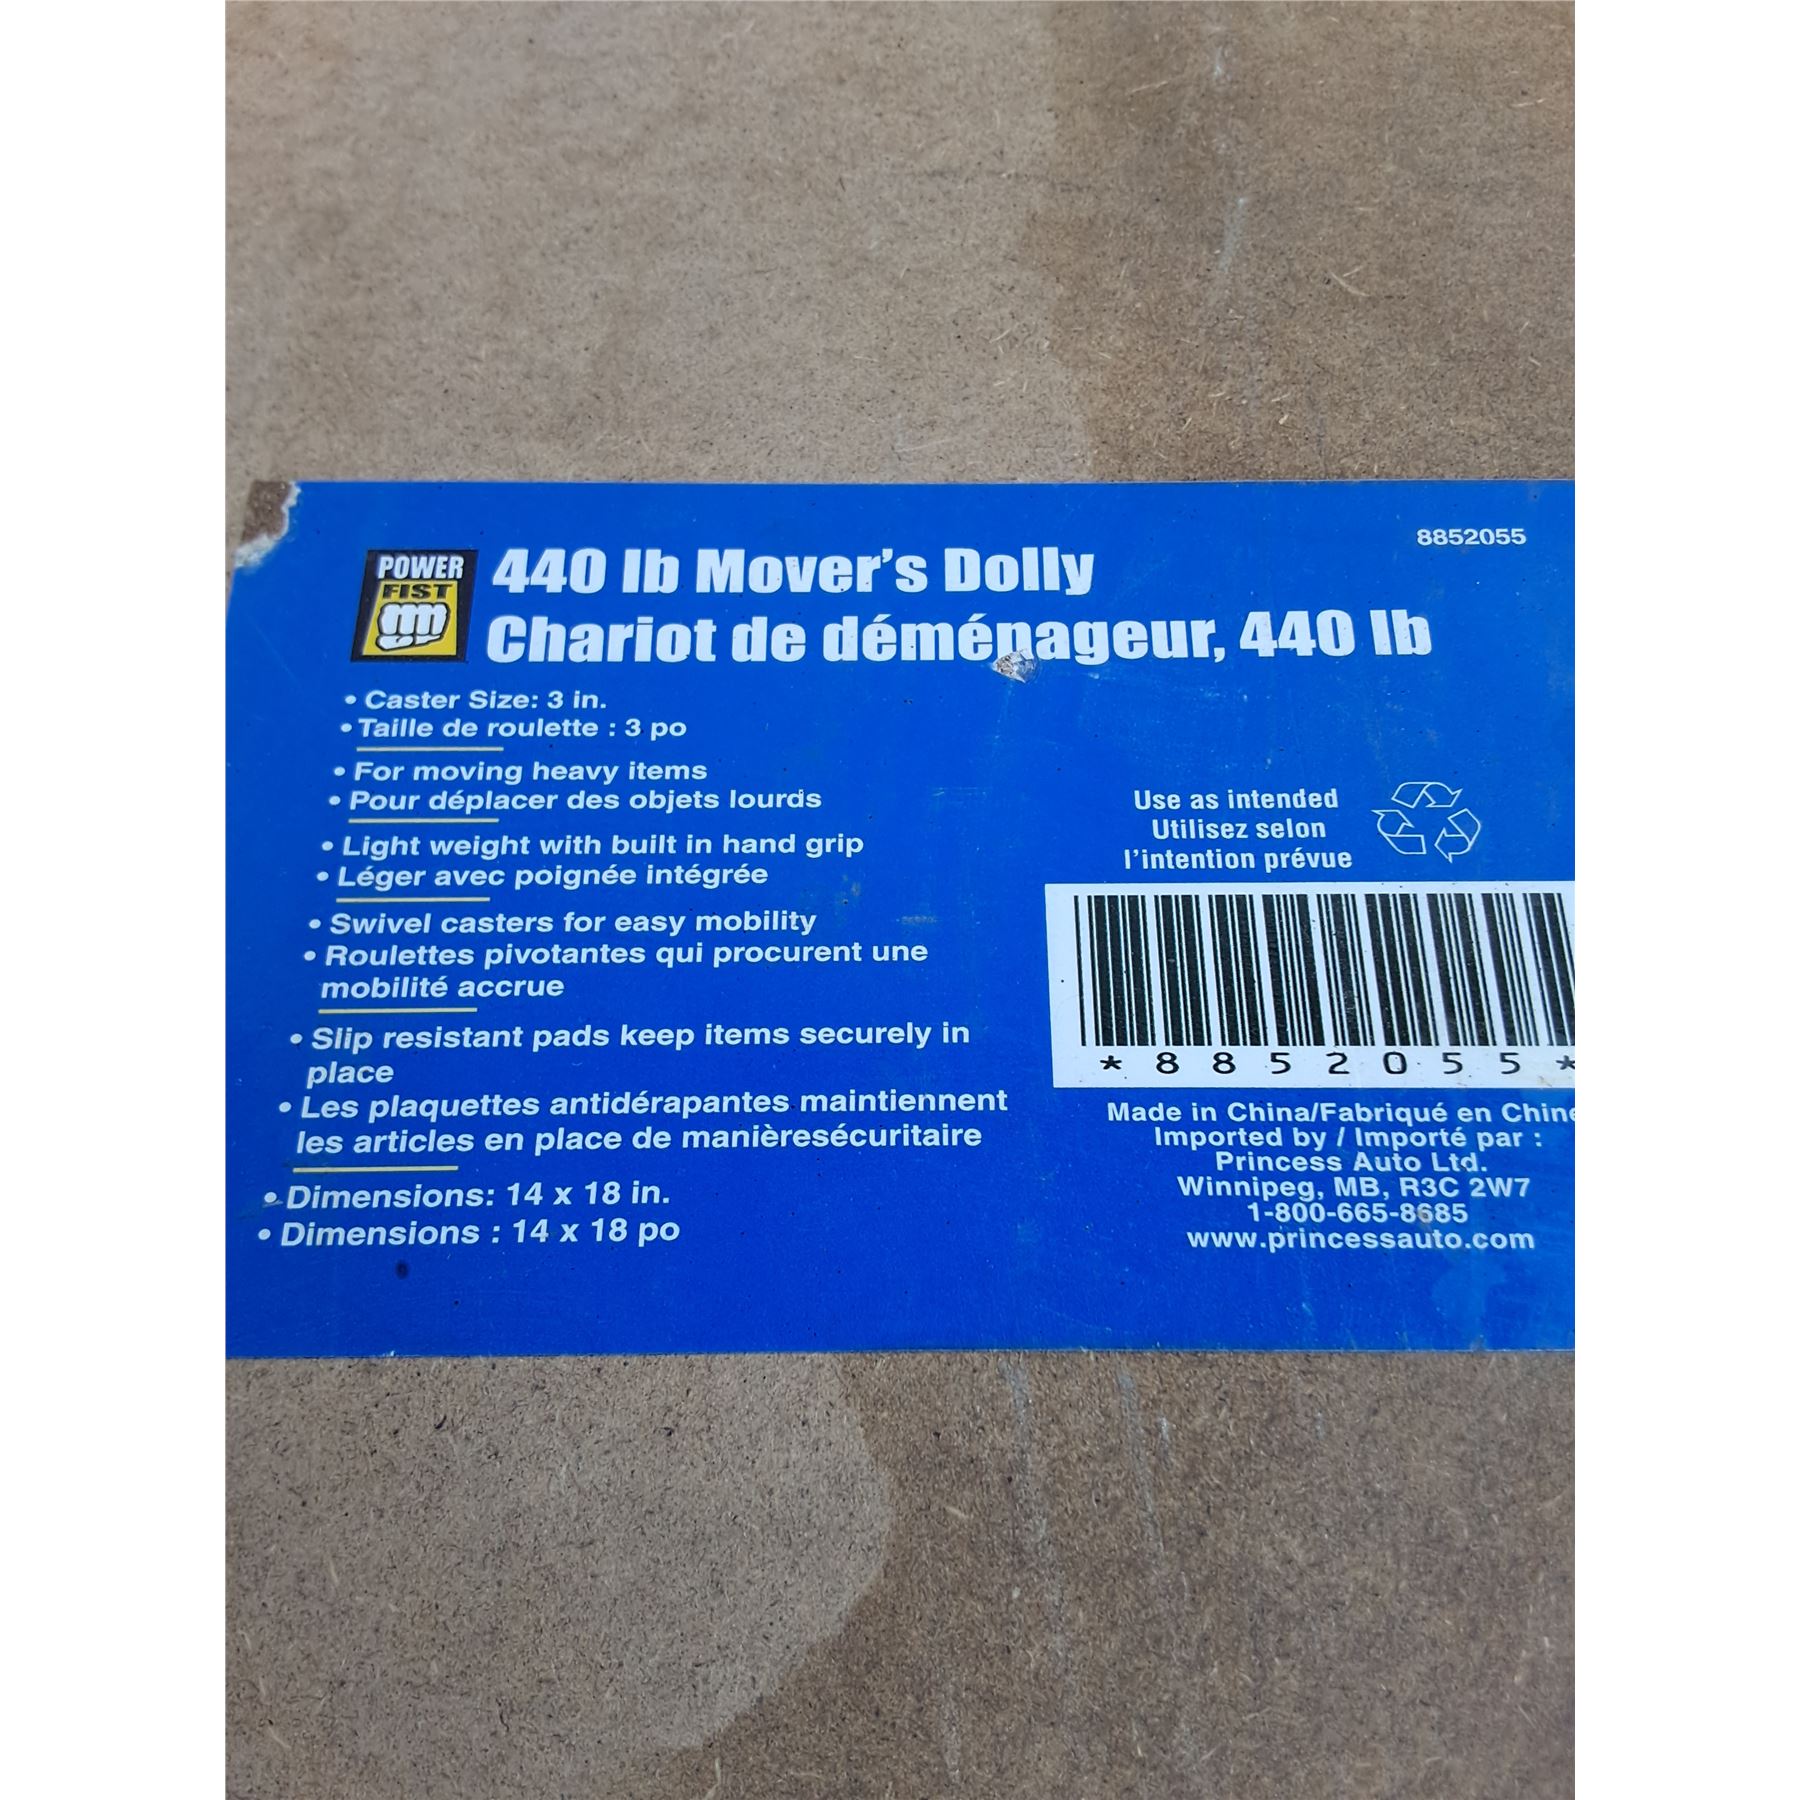 8852055
POWER
FIST
440 lb Mover's Dolly
Chariot de déménageur, 440 lb
• Caster Size: 3 in.
• Taille de roulette : 3 po
• For moving heavy items
• Pour déplacer des objets lourds
• Light weight with built in hand grip
• Léger avec poignée intégrée
• Swivel casters for easy mobility
• Roulettes pivotantes qui procurent une
mobilité accrue
• Slip resistant pads keep items securely in
place
• Les plaquettes antidérapantes maintiennent
les articles en place de manièresécuritaire
• Dimensions: 14 x 18 in.
• Dimensions : 14 x 18 po
Use as intended
Utilisez selon
l'intention prévue
*8852055*
Made in China/Fabriqué en Chine
Imported by / Importé par :
Princess Auto Ltd.
Winnipeg, MB, R3C 2W7
1-800-665-8685
www.princessauto.com